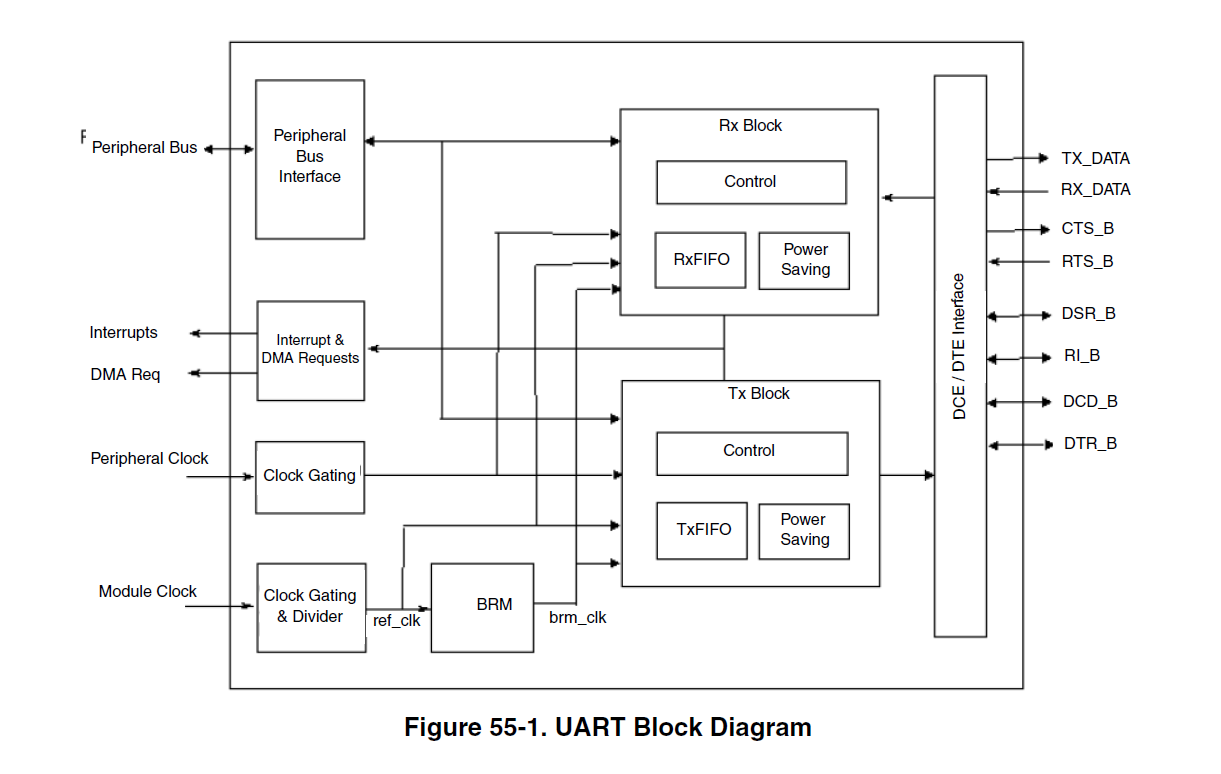 Peripheral Bus
Peripheral
Bus
Interface
Rx Block
Control
RxFIFO
Power
Saving
TX_DATA
RX_DATA
CTS_B
RTS_B
DSR_B
RI_B
DCD_B
DTR_B
DCE / DTE Interface
Interrupts
DMA Req
Interrupt &
DMA Requests
Tx Block
Control
TxFIFO
Power
Saving
Peripheral Clock
Clock Gating
Module Clock
Clock Gating
& Divider
ref_clk
BRM
brm_clk
Figure 55-1. UART Block Diagram